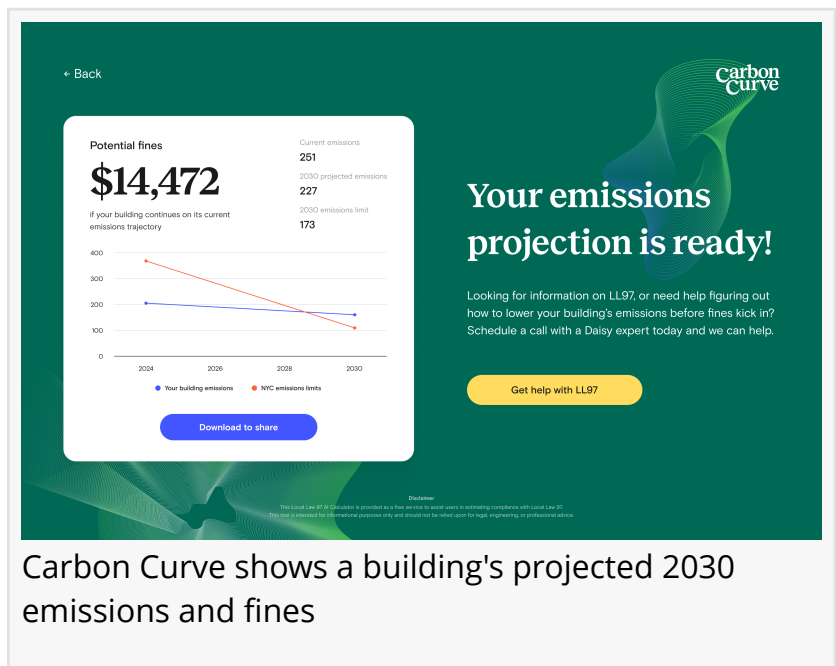 ← Back
Carbon
Curve
Potential fines
$14,472
if your building continues on its current
emissions trajectory
Current emissions
251
2030 projected emissions
227
2030 emissions limit
173
400
300
200
100
0
2024 2026 2028 2030
Your building emissions NYC emissions limits
Download to share
Your emissions
projection is ready!
Looking for information on LL97, or need help figuring out
how to lower your building's emissions before fines kick in?
Schedule a call with a Daisy expert today and we can help.
Get help with LL97
Disclaimer
This Local Law 97 AI Calculator is provided as a free service to assist users in estimating compliance with Local Law 97.
This tool is intended for informational purposes only and should not be relied upon for legal, engineering, or professional advice.
Carbon Curve shows a building's projected 2030
emissions and fines